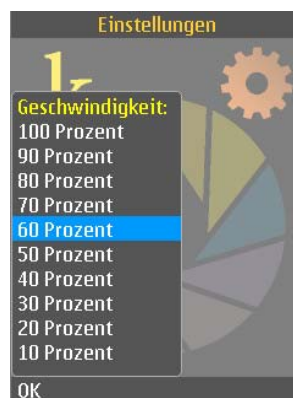 Einstellungen
k
Geschwindigkeit:
100 Prozent
90 Prozent
80 Prozent
70 Prozent
60 Prozent
50 Prozent
40 Prozent
30 Prozent
20 Prozent
10 Prozent
OK